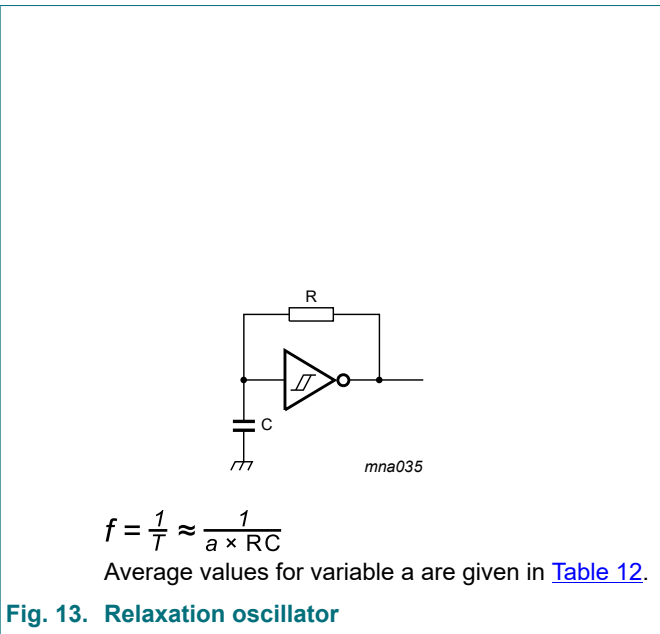 R
C
mna035
f = 1/T ≈ 1/(a × RC)
Average values for variable a are given in Table 12.
Fig. 13. Relaxation oscillator